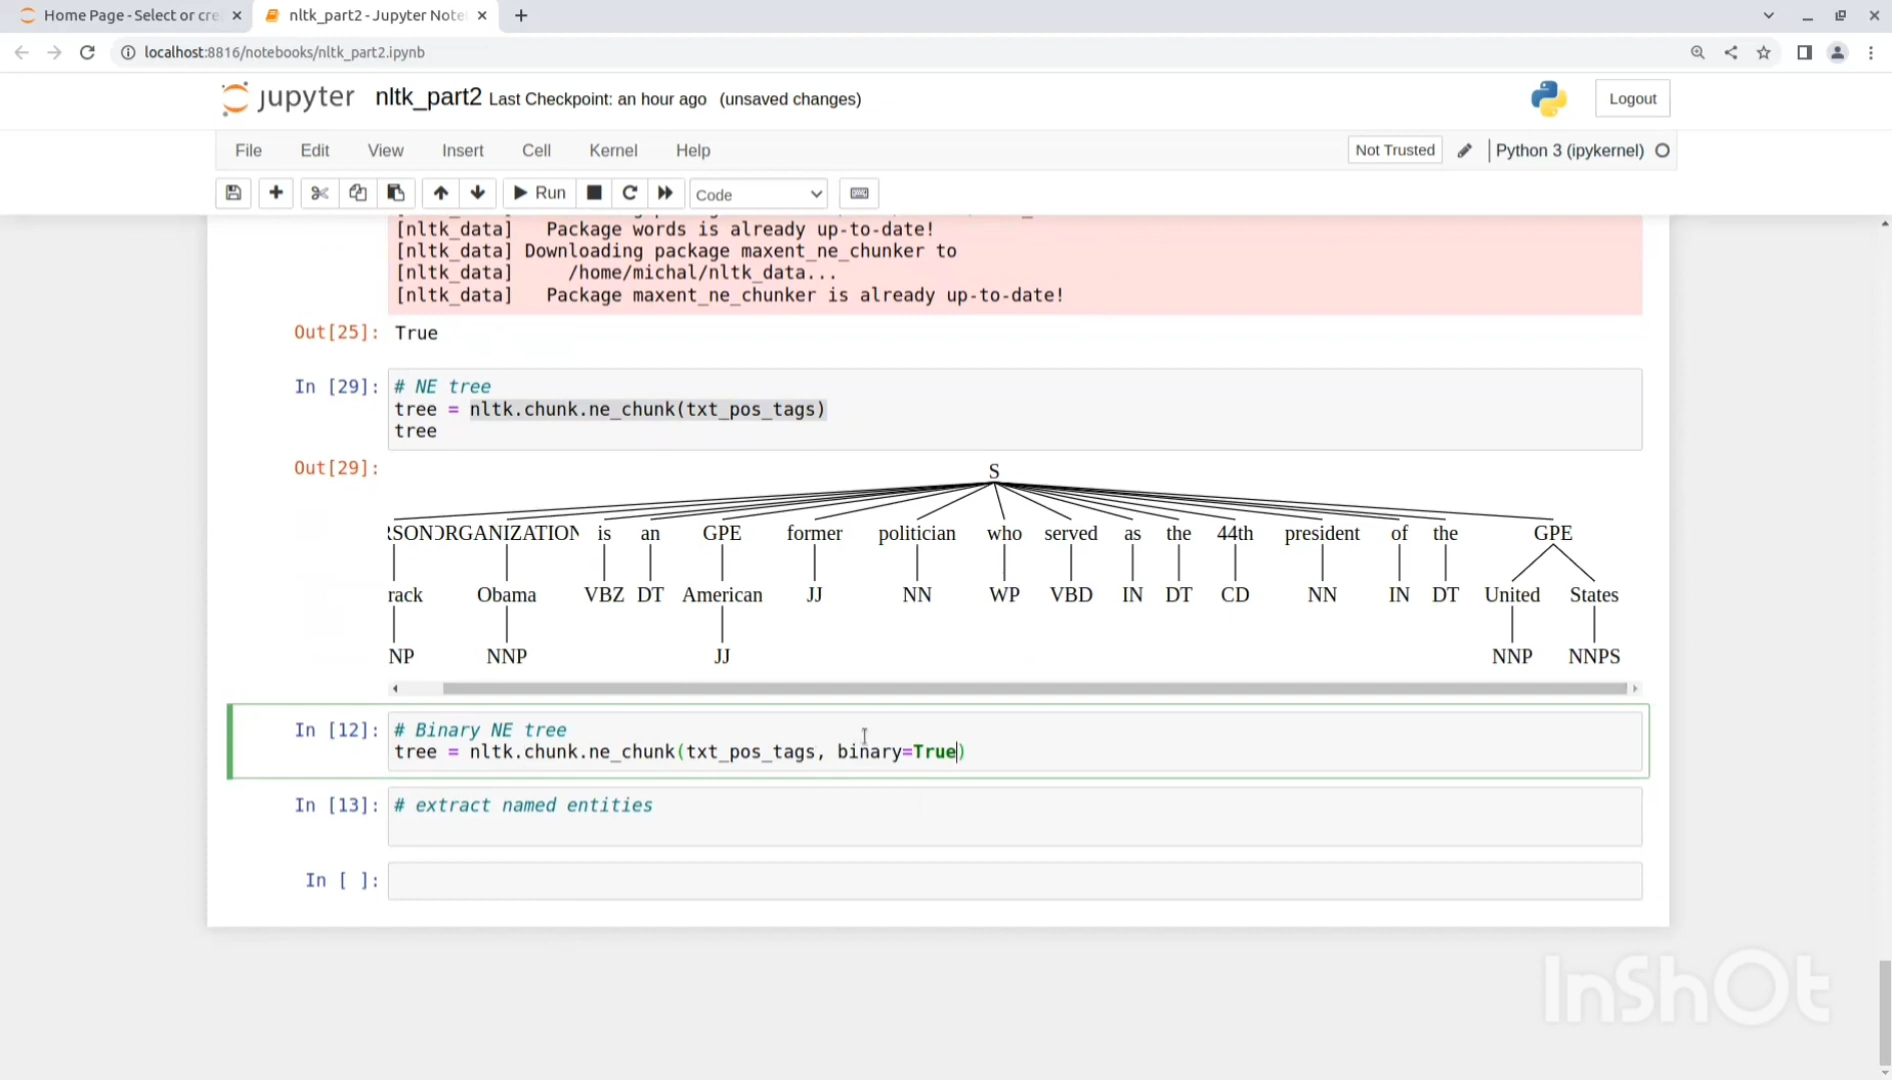 Home Page - Select or cre
nltk_part2 - Jupyter Note
localhost:8816/notebooks/nltk_part2.ipynb
jupyter nltk_part2 Last Checkpoint: an hour ago (unsaved changes)
Logout
File Edit View Insert Cell Kernel Help
Not Trusted Python 3 (ipykernel)
Run Code
[nltk_data] Package words is already up-to-date!
[nltk_data] Downloading package maxent_ne_chunker to
[nltk_data] /home/michal/nltk_data...
[nltk_data] Package maxent_ne_chunker is already up-to-date!
Out[25]: True
In [29]: # NE tree
tree = nltk.chunk.ne_chunk(txt_pos_tags)
tree
Out[29]:
S
RSON ORGANIZATION is an GPE former politician who served as the 44th president of the GPE
rack Obama VBZ DT American JJ NN WP VBD IN DT CD NN IN DT United States
NP NNP JJ NNP NNPS
In [12]: # Binary NE tree
tree = nltk.chunk.ne_chunk(txt_pos_tags, binary=True)
In [13]: # extract named entities
In [ ]:
InShOt